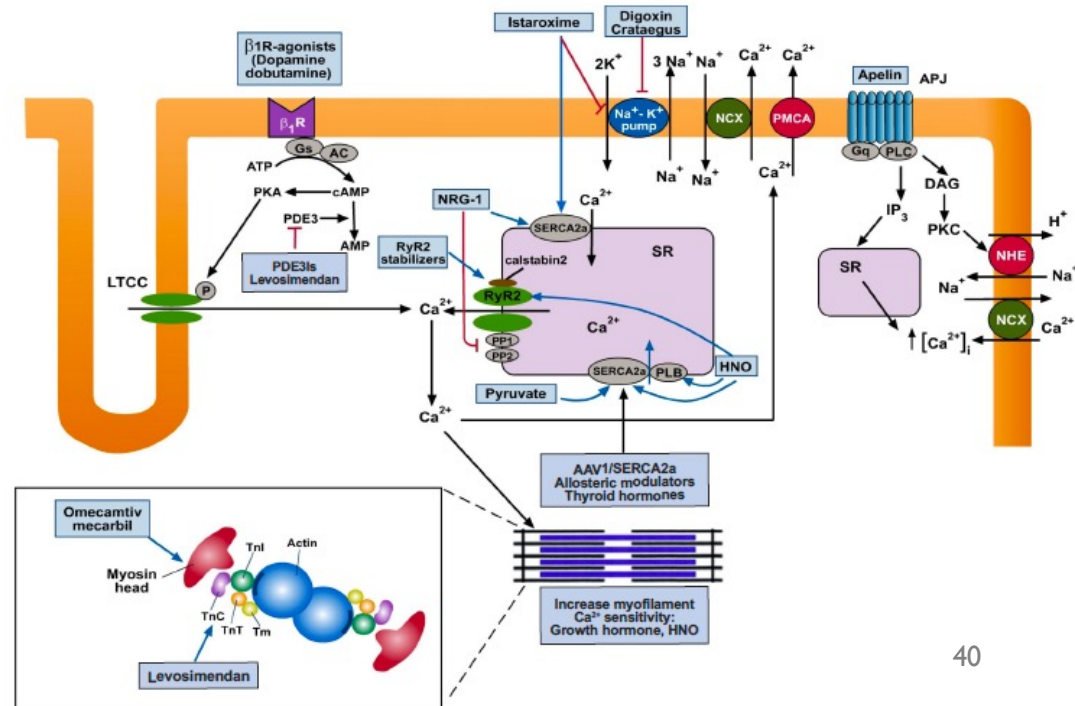 Istaroxime
Digoxin
Crataegus
β1R-agonists
(Dopamine
dobutamine)
2K+
3 Na+
Na+
Ca2+
Ca2+
Apelin
APJ
β1R
Na+- K+
pump
NCX
PMCA
Gs
AC
Gq
PLC
ATP
Na+
Na+
Ca2+
DAG
PKA
cAMP
NRG-1
Ca2+
IP3
PKC
H+
PDE3
SERCA2a
SR
AMP
RyR2
stabilizers
calstabin2
NHE
PDE3Is
Levosimendan
SR
Na+
Na+
LTCC
P
RyR2
Ca2+
Ca2+
NCX
Ca2+
[Ca2+]i
PP1
PP2
HNO
SERCA2a
PLB
Pyruvate
Ca2+
AAV1/SERCA2a
Allosteric modulators
Thyroid hormones
Omecamtiv
mecarbil
TnI
Actin
Myosin
head
TnC
TnT
Tm
Levosimendan
Increase myofilament
Ca2+ sensitivity:
Growth hormone, HNO
40